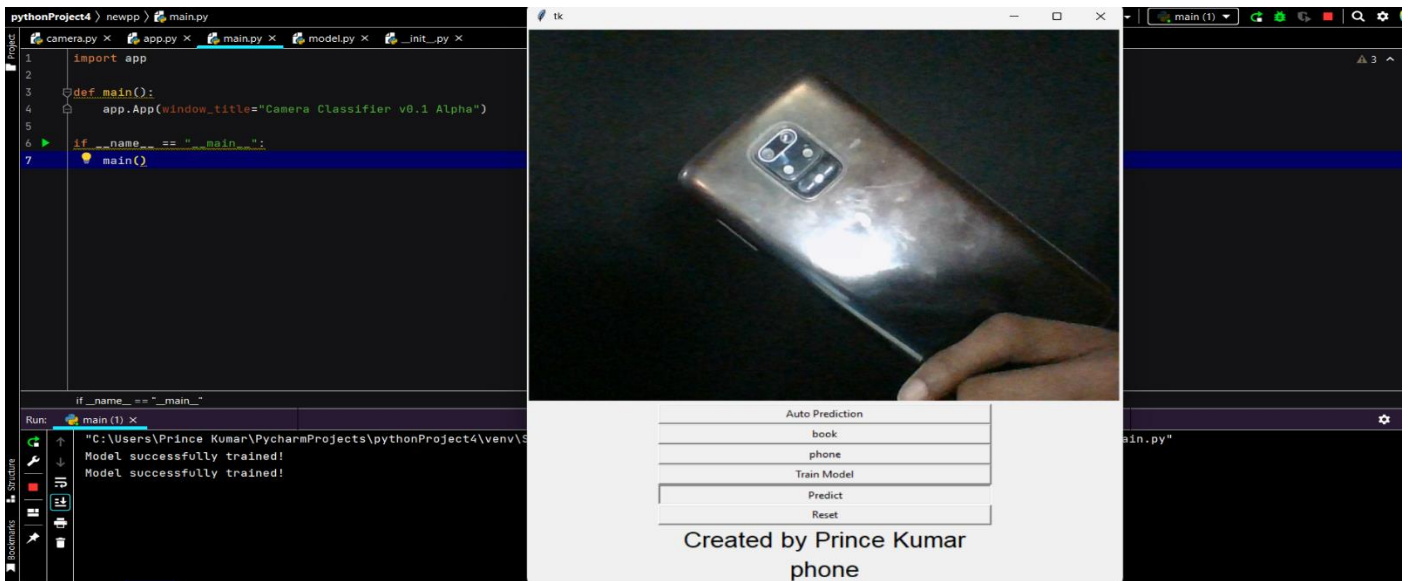 pythonProject4 newpp main.py
main (1)
camera.py app.py main.py model.py _init_.py
1 import app
2
3 def main():
4 app.App(window_title="Camera Classifier v0.1 Alpha")
5
6 if __name__ == "__main__":
7 main()
3
if __name__ == "__main__"
Project
Run: main (1)
"C:\Users\Prince Kumar\PycharmProjects\pythonProject4\venv\S
ain.py"
Model successfully trained!
Model successfully trained!
Structure
Bookmarks
tk
Auto Prediction
book
phone
Train Model
Predict
Reset
Created by Prince Kumar
phone